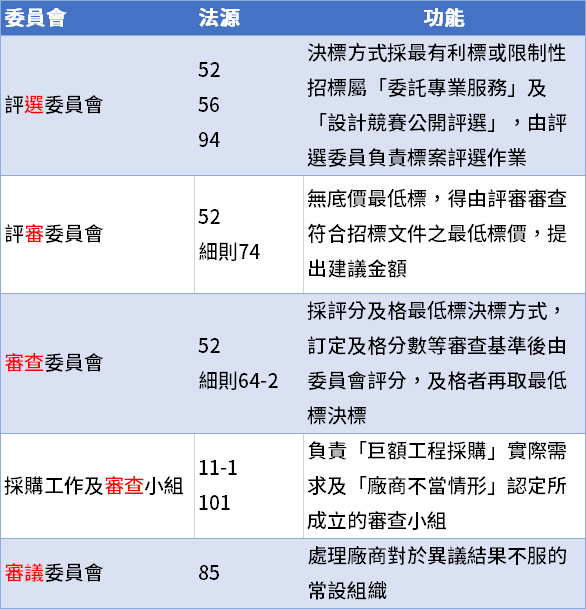 委員會 法源 功能
評選委員會
52
56
94
決標方式採最有利標或限制性
招標屬「委託專業服務」及
「設計競賽公開評選」，由評
選委員負責標案評選作業
評審委員會
52
細則74
無底價最低標，得由評審審查
符合招標文件之最低標價，提
出建議金額
審查委員會
52
細則64-2
採評分及格最低標決標方式，
訂定及格分數等審查基準後由
委員會評分，及格者再取最低
標決標
採購工作及審查小組
11-1
101
負責「巨額工程採購」實際需
求及「廠商不當情形」認定所
成立的審查小組
審議委員會
85
處理廠商對於異議結果不服的
常設組織